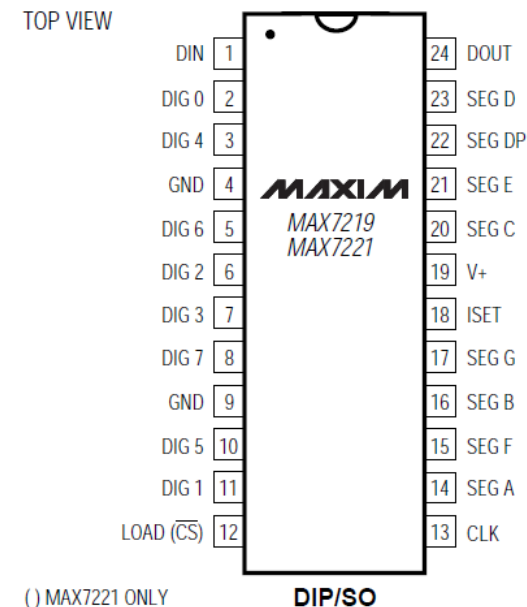 TOP VIEW
DIN 1 24 DOUT
DIG 0 2 23 SEG D
DIG 4 3 22 SEG DP
GND 4 MAXIM 21 SEG E
DIG 6 5 MAX7219 20 SEG C
MAX7221
DIG 2 6 19 V+
DIG 3 7 18 ISET
DIG 7 8 17 SEG G
GND 9 16 SEG B
DIG 5 10 15 SEG F
DIG 1 11 14 SEG A
LOAD (C̅S̅) 12 13 CLK
( ) MAX7221 ONLY DIP/SO